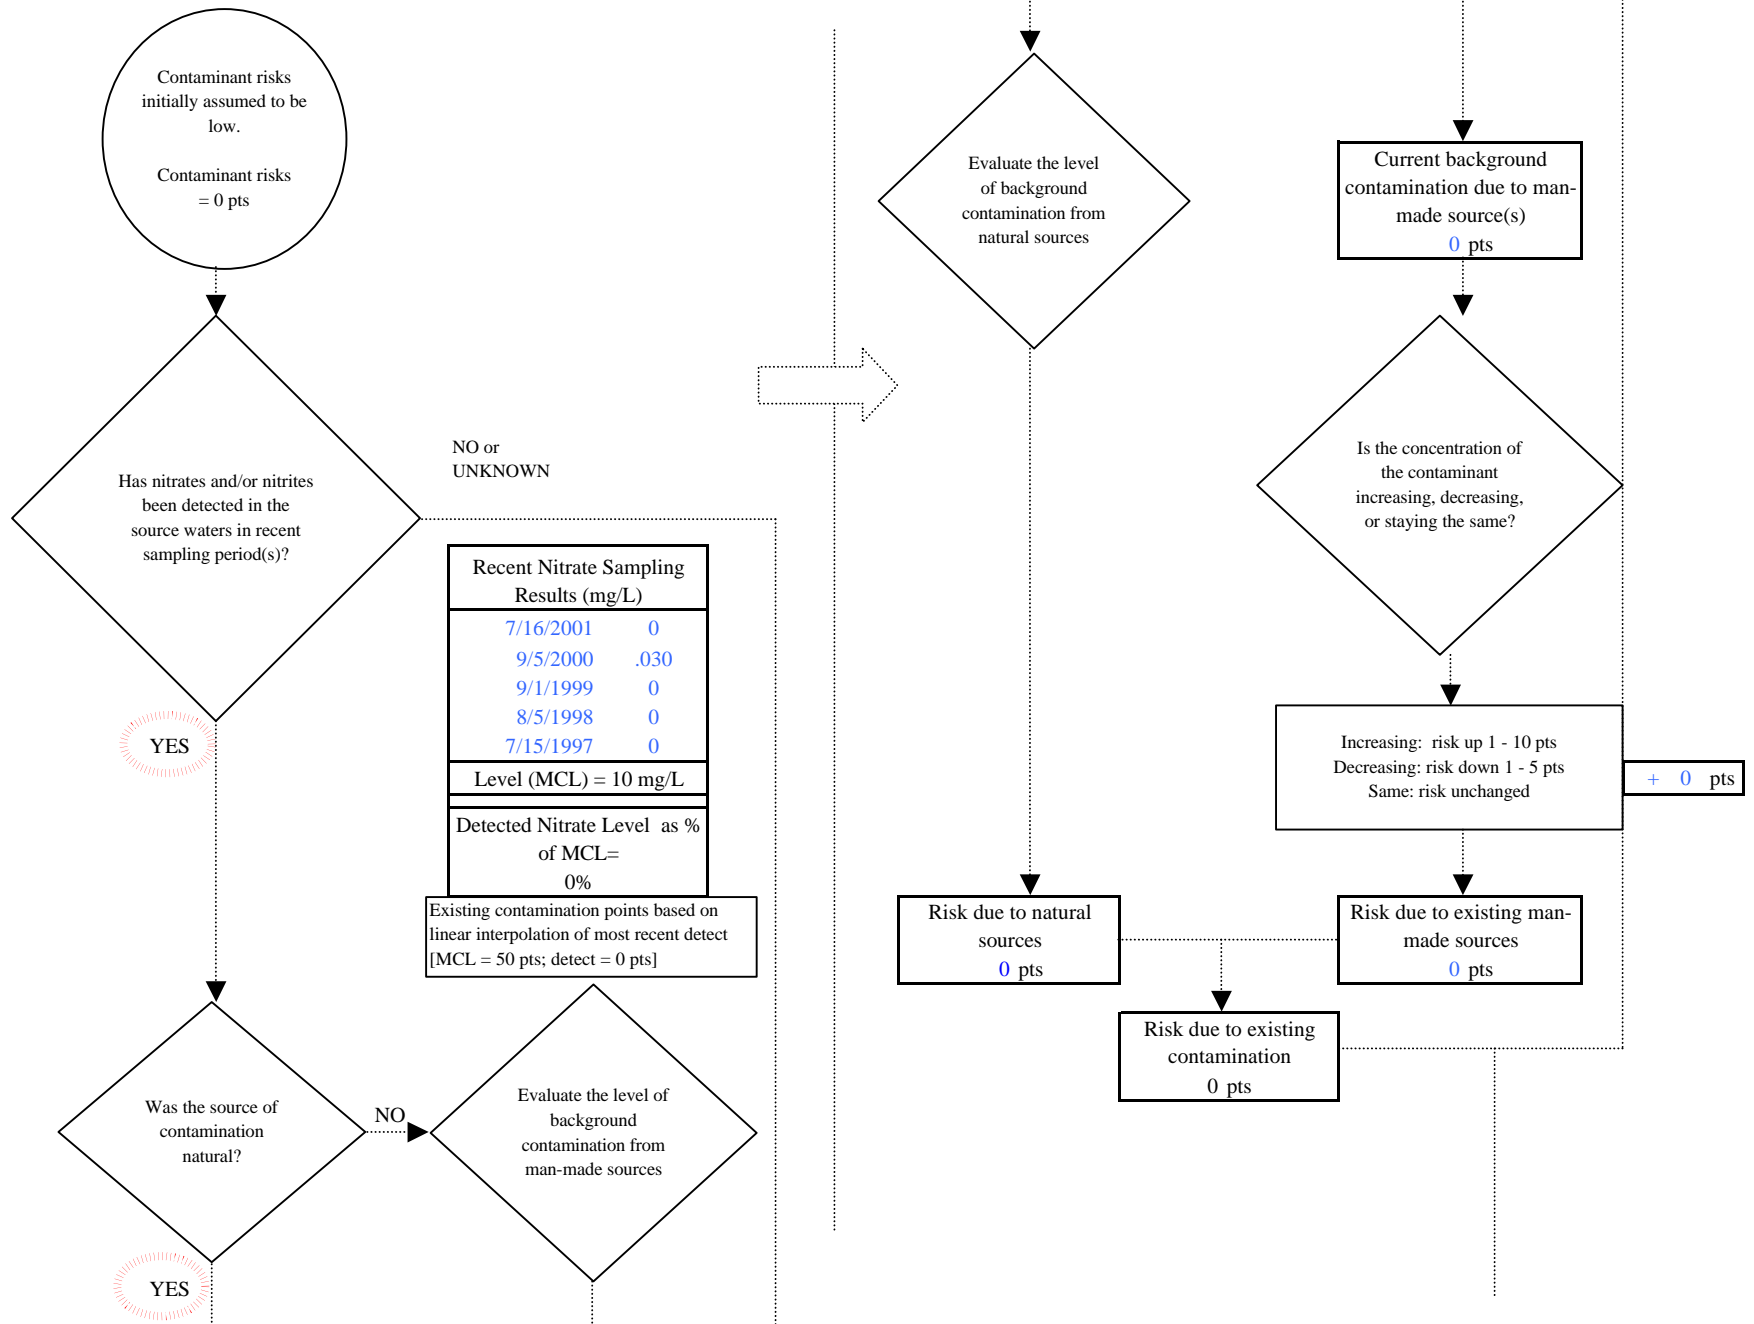 Contaminant risks
initially assumed to be
low.
Contaminant risks
= 0 pts
Has nitrates and/or nitrites
been detected in the
source waters in recent
sampling period(s)?
NO or
UNKNOWN
YES
Recent Nitrate Sampling
Results (mg/L)
7/16/2001 0
9/5/2000 .030
9/1/1999 0
8/5/1998 0
7/15/1997 0
Level (MCL) = 10 mg/L
Detected Nitrate Level as %
of MCL=
0%
Existing contamination points based on
linear interpolation of most recent detect
[MCL = 50 pts; detect = 0 pts]
Was the source of
contamination
natural?
NO
YES
Evaluate the level of
background
contamination from
man-made sources
Evaluate the level
of background
contamination from
natural sources
Current background
contamination due to man-
made source(s)
0 pts
Is the concentration of
the contaminant
increasing, decreasing,
or staying the same?
Increasing: risk up 1 - 10 pts
Decreasing: risk down 1 - 5 pts
Same: risk unchanged
+ 0 pts
Risk due to natural
sources
0 pts
Risk due to existing man-
made sources
0 pts
Risk due to existing
contamination
0 pts